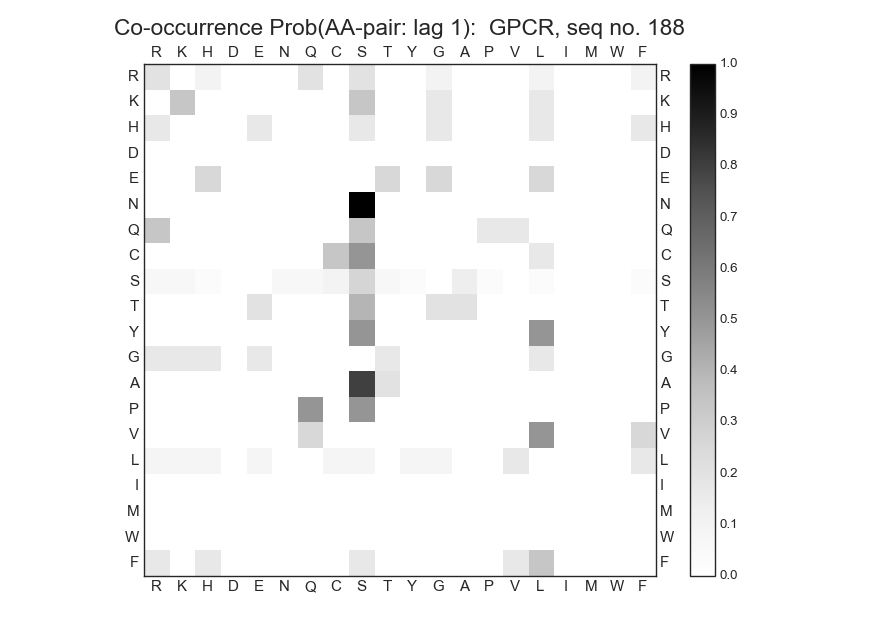 Co-occurrence Prob(AA-pair: lag 1):  GPCR, seq no. 188
R K H D E N Q C S T Y G A P V L I M W F
R R
K K
H H
D D
E E
N N
Q Q
C C
S S
T T
Y Y
G G
A A
P P
V V
L L
I I
M M
W W
F F
R K H D E N Q C S T Y G A P V L I M W F
1.0
0.9
0.8
0.7
0.6
0.5
0.4
0.3
0.2
0.1
0.0